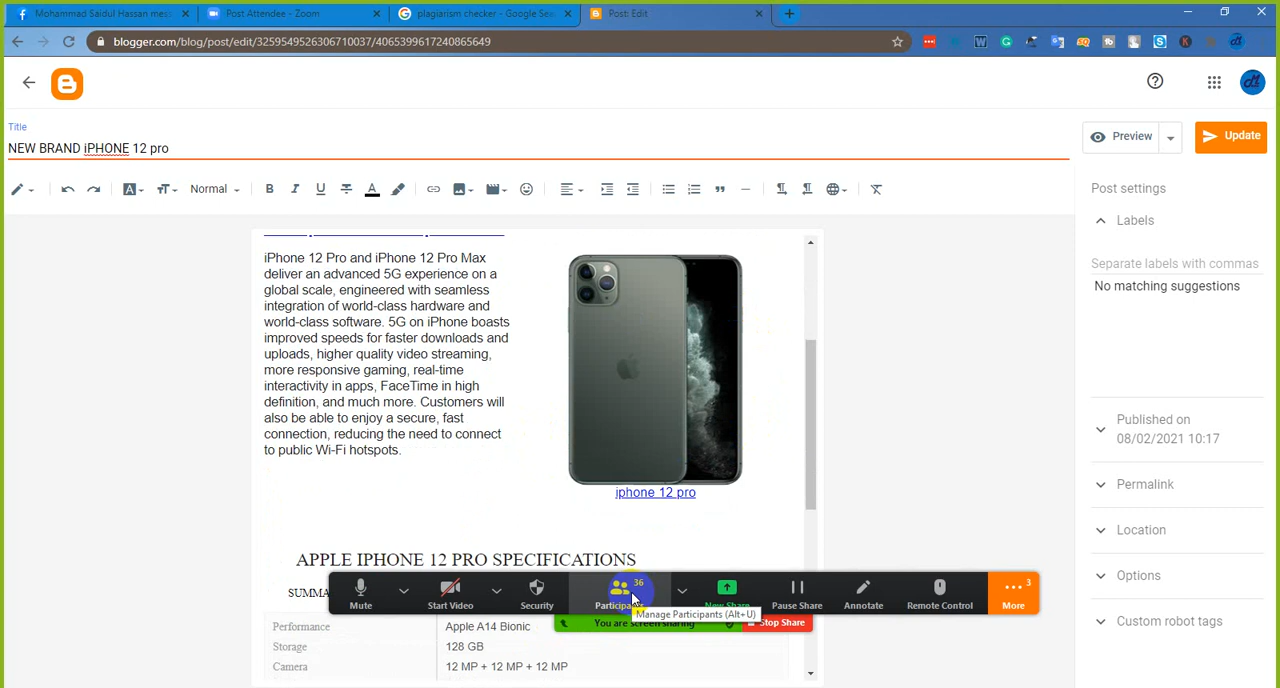 Mohammad Saidul Hassan mess
Post Attendee - Zoom
plagiarism checker - Google Sea
Post: Edit
blogger.com/blog/post/edit/3259549526306710037/4065399617240865649
Title
NEW BRAND iPHONE 12 pro
Preview
Update
Normal
Post settings
Labels
Separate labels with commas
No matching suggestions
Published on
08/02/2021 10:17
Permalink
Location
Options
Custom robot tags
iPhone 12 Pro and iPhone 12 Pro Max
deliver an advanced 5G experience on a
global scale, engineered with seamless
integration of world-class hardware and
world-class software. 5G on iPhone boasts
improved speeds for faster downloads and
uploads, higher quality video streaming,
more responsive gaming, real-time
interactivity in apps, FaceTime in high
definition, and much more. Customers will
also be able to enjoy a secure, fast
connection, reducing the need to connect
to public Wi-Fi hotspots.
iphone 12 pro
APPLE IPHONE 12 PRO SPECIFICATIONS
SUMMA
Mute
Start Video
Security
36
Participants
New Share
Pause Share
Annotate
Remote Control
3
More
Manage Participants (Alt+U)
You are screen sharing
Stop Share
Performance Apple A14 Bionic
Storage 128 GB
Camera 12 MP + 12 MP + 12 MP